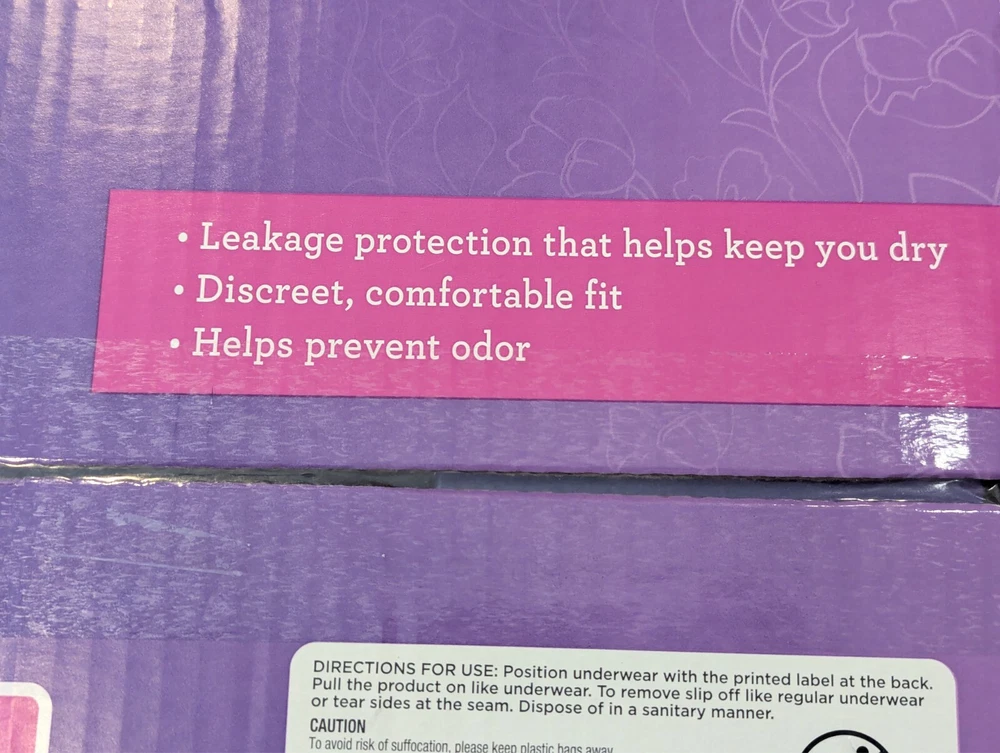 • Leakage protection that helps keep you dry
• Discreet, comfortable fit
• Helps prevent odor
DIRECTIONS FOR USE: Position underwear with the printed label at the back.
Pull the product on like underwear. To remove slip off like regular underwear
or tear sides at the seam. Dispose of in a sanitary manner.
CAUTION
To avoid risk of suffocation, please keep plastic bags away